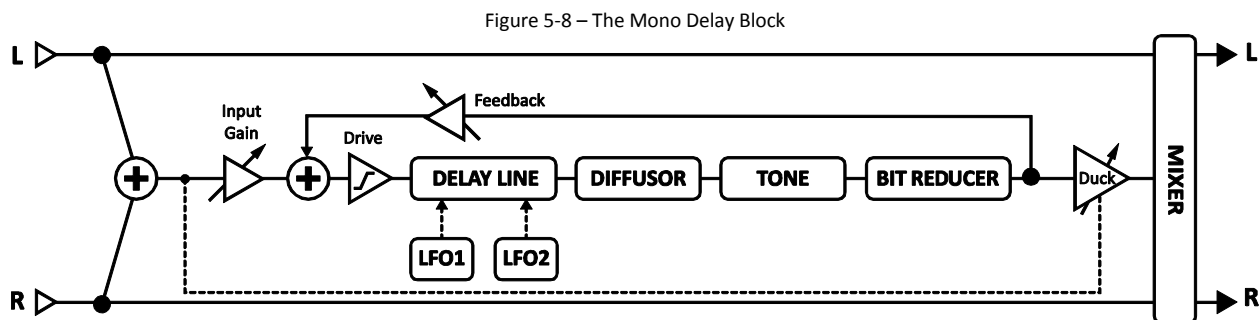 Figure 5-8 – The Mono Delay Block
L
L
Input
Gain
Feedback
Drive
DELAY LINE
DIFFUSOR
TONE
BIT REDUCER
Duck
MIXER
LFO1
LFO2
R
R